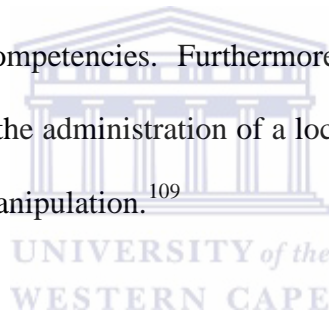 ompetencies. Furthermore
the administration of a loc
anipulation.109
UNIVERSITY of the
WESTERN CAPE